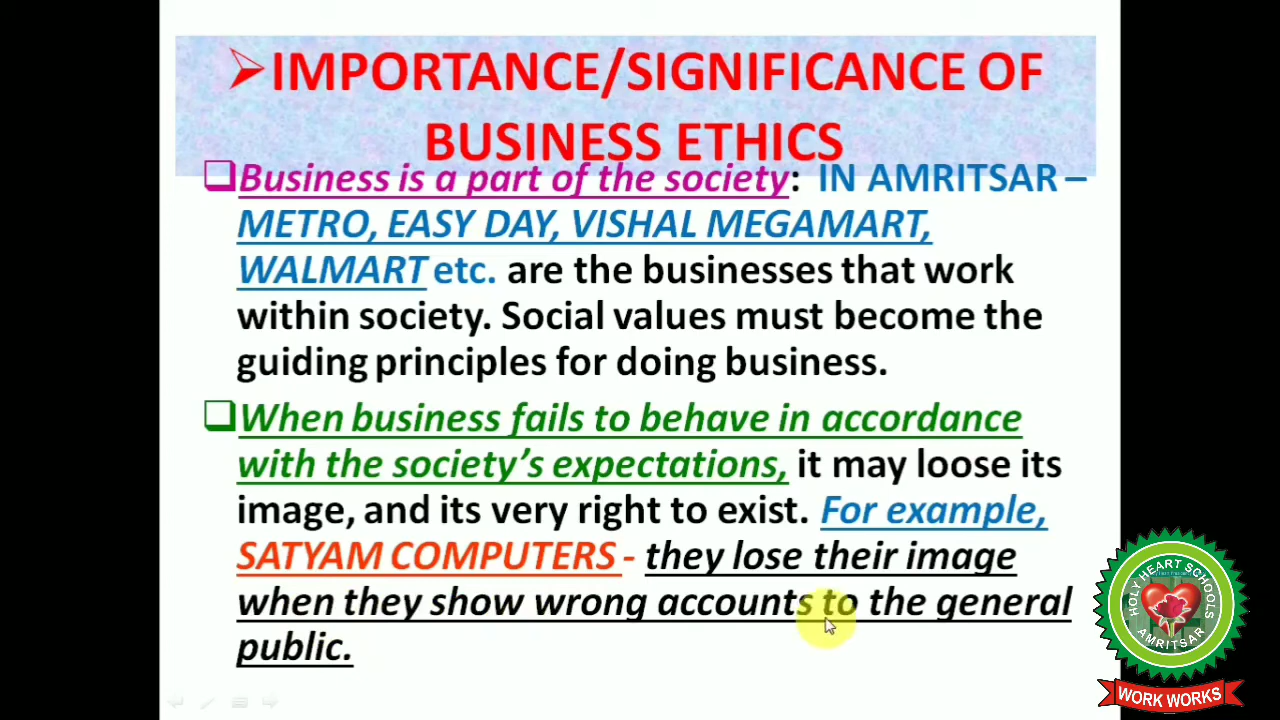 ➢IMPORTANCE/SIGNIFICANCE OF
BUSINESS ETHICS
❑Business is a part of the society: IN AMRITSAR –
METRO, EASY DAY, VISHAL MEGAMART,
WALMART etc. are the businesses that work
within society. Social values must become the
guiding principles for doing business.
❑When business fails to behave in accordance
with the society's expectations, it may loose its
image, and its very right to exist. For example,
SATYAM COMPUTERS - they lose their image
when they show wrong accounts to the general
public.
HOLY HEART SCHOOLS
AMRITSAR
WORK WORKS